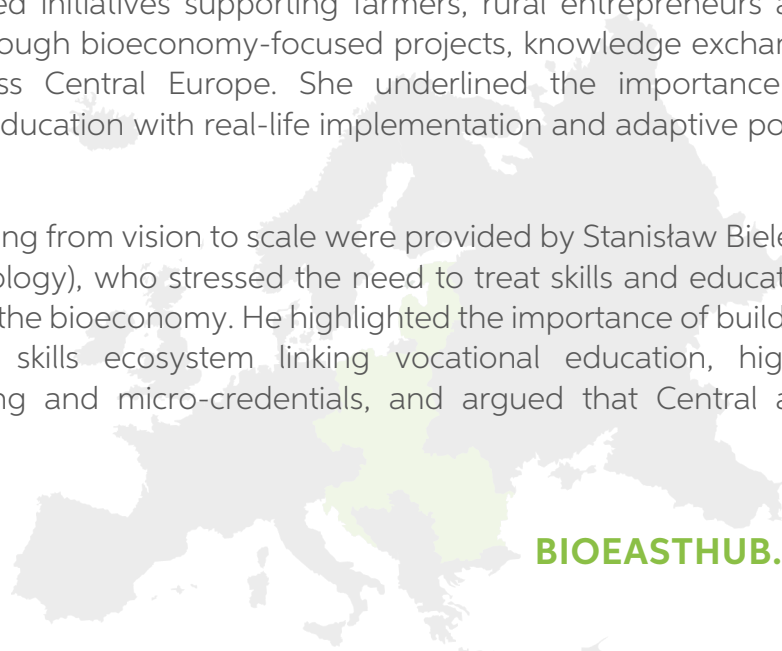 ed initiatives supporting farmers, rural entrepreneurs a
ough bioeconomy-focused projects, knowledge exchan
ss Central Europe. She underlined the importance
ducation with real-life implementation and adaptive po
ng from vision to scale were provided by Stanisław Biele
ology), who stressed the need to treat skills and educat
the bioeconomy. He highlighted the importance of build
skills ecosystem linking vocational education, hig
ng and micro-credentials, and argued that Central a
BIOEASTHUB.